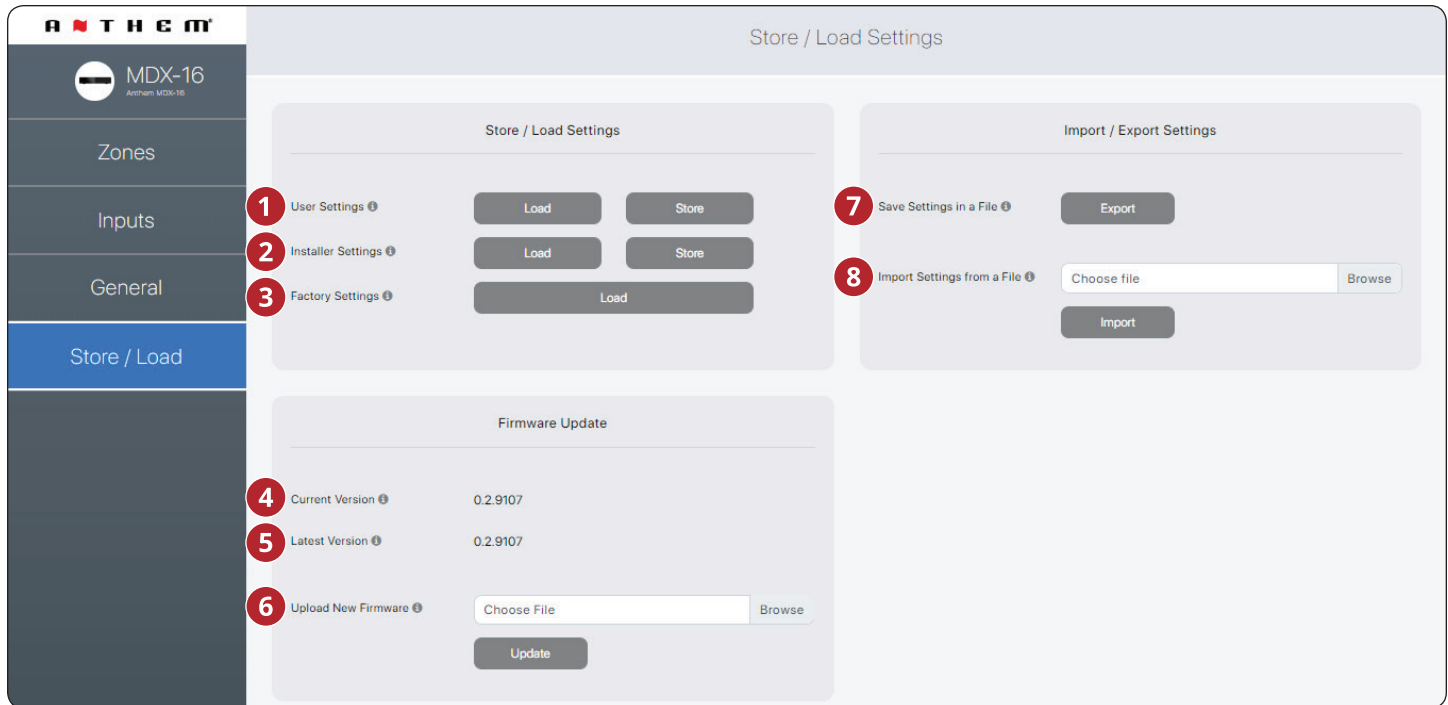 ANTHEM
MDX-16
Anthem MDX-16
Zones
Inputs
General
Store / Load
Store / Load Settings
Store / Load Settings
1 User Settings Load Store
2 Installer Settings Load Store
3 Factory Settings Load
Import / Export Settings
7 Save Settings in a File Export
8 Import Settings from a File Choose file Browse
Import
Firmware Update
4 Current Version 0.2.9107
5 Latest Version 0.2.9107
6 Upload New Firmware Choose File Browse
Update